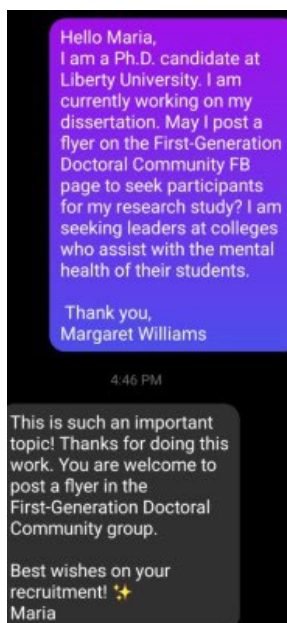 Hello Maria,
I am a Ph.D. candidate at
Liberty University. I am
currently working on my
dissertation. May I post a
flyer on the First-Generation
Doctoral Community FB
page to seek participants
for my research study? I am
seeking leaders at colleges
who assist with the mental
health of their students.
Thank you,
Margaret Williams
4:46 PM
This is such an important
topic! Thanks for doing this
work. You are welcome to
post a flyer in the
First-Generation Doctoral
Community group.
Best wishes on your
recruitment! ✨
Maria